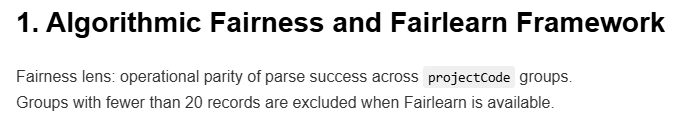 1. Algorithmic Fairness and Fairlearn Framework
Fairness lens: operational parity of parse success across projectCode groups.
Groups with fewer than 20 records are excluded when Fairlearn is available.